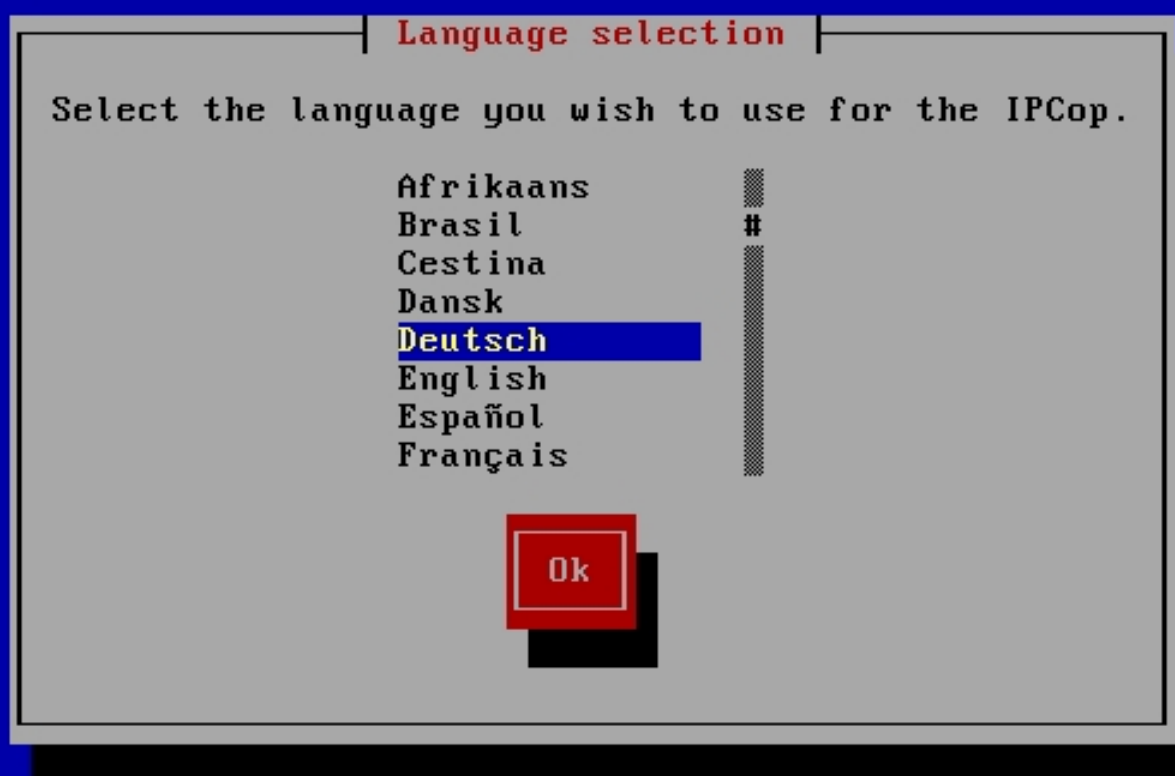 Language selection
Select the language you wish to use for the IPCop.
Afrikaans
Brasil #
Cestina
Dansk
Deutsch
English
Español
Français
Ok